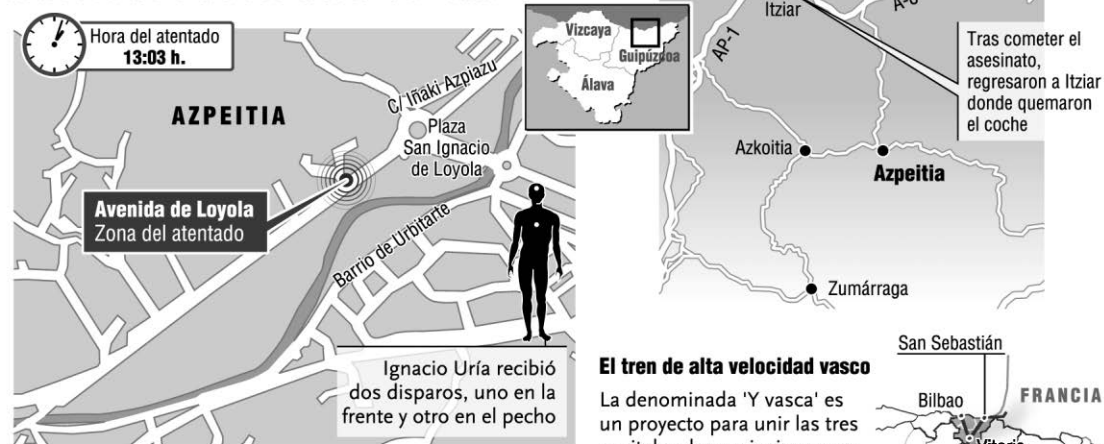 Hora del atentado
13:03 h.
AZPEITIA
C/ Iñaki Azpiazu
Plaza
San Ignacio
de Loyola
Avenida de Loyola
Zona del atentado
Barrio de Urbitarte
Ignacio Uría recibió
dos disparos, uno en la
frente y otro en el pecho
Vizcaya
Guipúzcoa
Álava
Itziar
AP-1
Tras cometer el
asesinato,
regresaron a Itziar
donde quemaron
el coche
Azkoitia
Azpeitia
Zumárraga
El tren de alta velocidad vasco
La denominada 'Y vasca' es
un proyecto para unir las tres
San Sebastián
Bilbao
FRANCIA
Vitoria